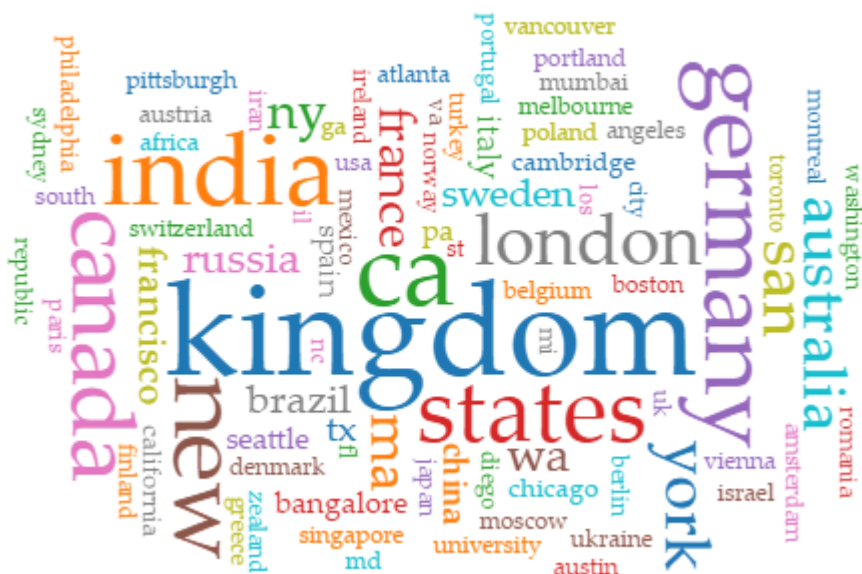 vancouver
philadelphia
pittsburgh
atlanta
portugal
portland
mumbai
germany
iran
ireland
va
turkey
melbourne
montreal
sydney
austria
ny
ga
france
norway
italy
poland
angeles
africa
india
usa
cambridge
toronto
washington
south
il
mexico
sweden
los
city
canada
switzerland
spain
pa
st
london
san
australia
republic
paris
francisco
russia
ca
belgium
boston
kingdom
nc
mi
new
brazil
ma
states
uk
york
california
finland
seattle
tx
fl
china
wa
vienna
amsterdam
romania
denmark
japan
diego
chicago
berlin
israel
greece
zealand
bangalore
singapore
md
university
moscow
ukraine
austin